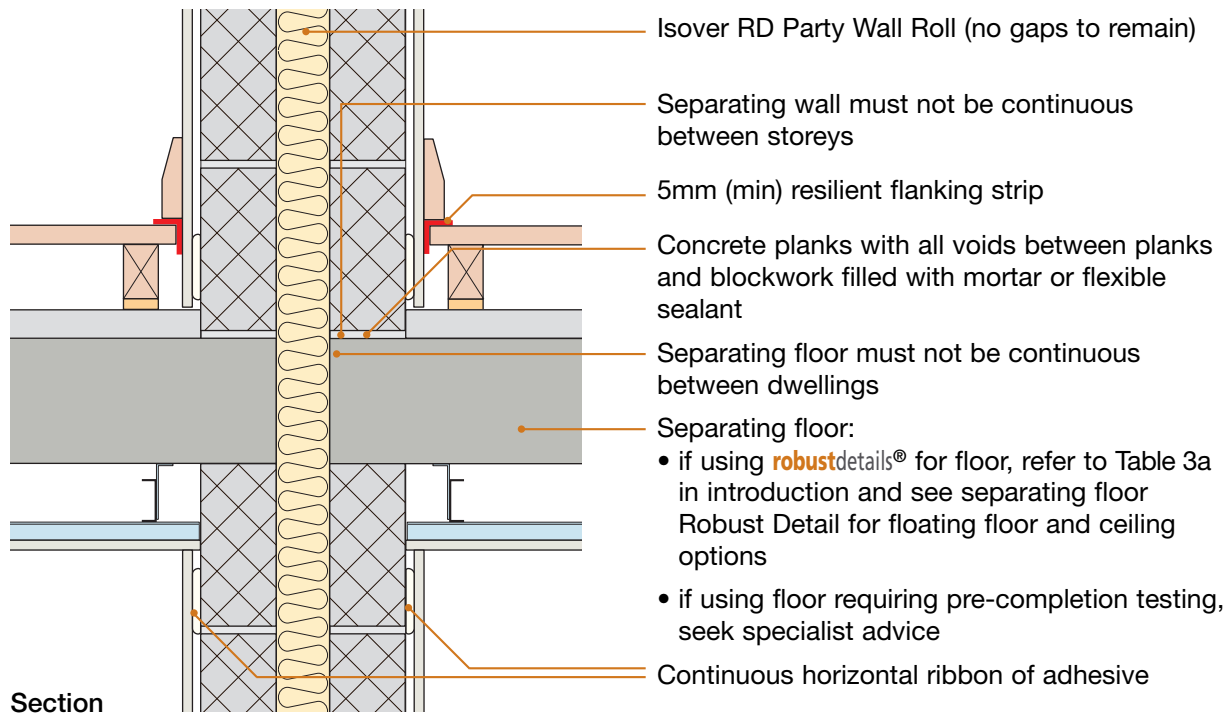 Isover RD Party Wall Roll (no gaps to remain)
Separating wall must not be continuous
between storeys
5mm (min) resilient flanking strip
Concrete planks with all voids between planks
and blockwork filled with mortar or flexible
sealant
Separating floor must not be continuous
between dwellings
Separating floor:
• if using robustdetails® for floor, refer to Table 3a
in introduction and see separating floor
Robust Detail for floating floor and ceiling
options
• if using floor requiring pre-completion testing,
seek specialist advice
Continuous horizontal ribbon of adhesive
Section